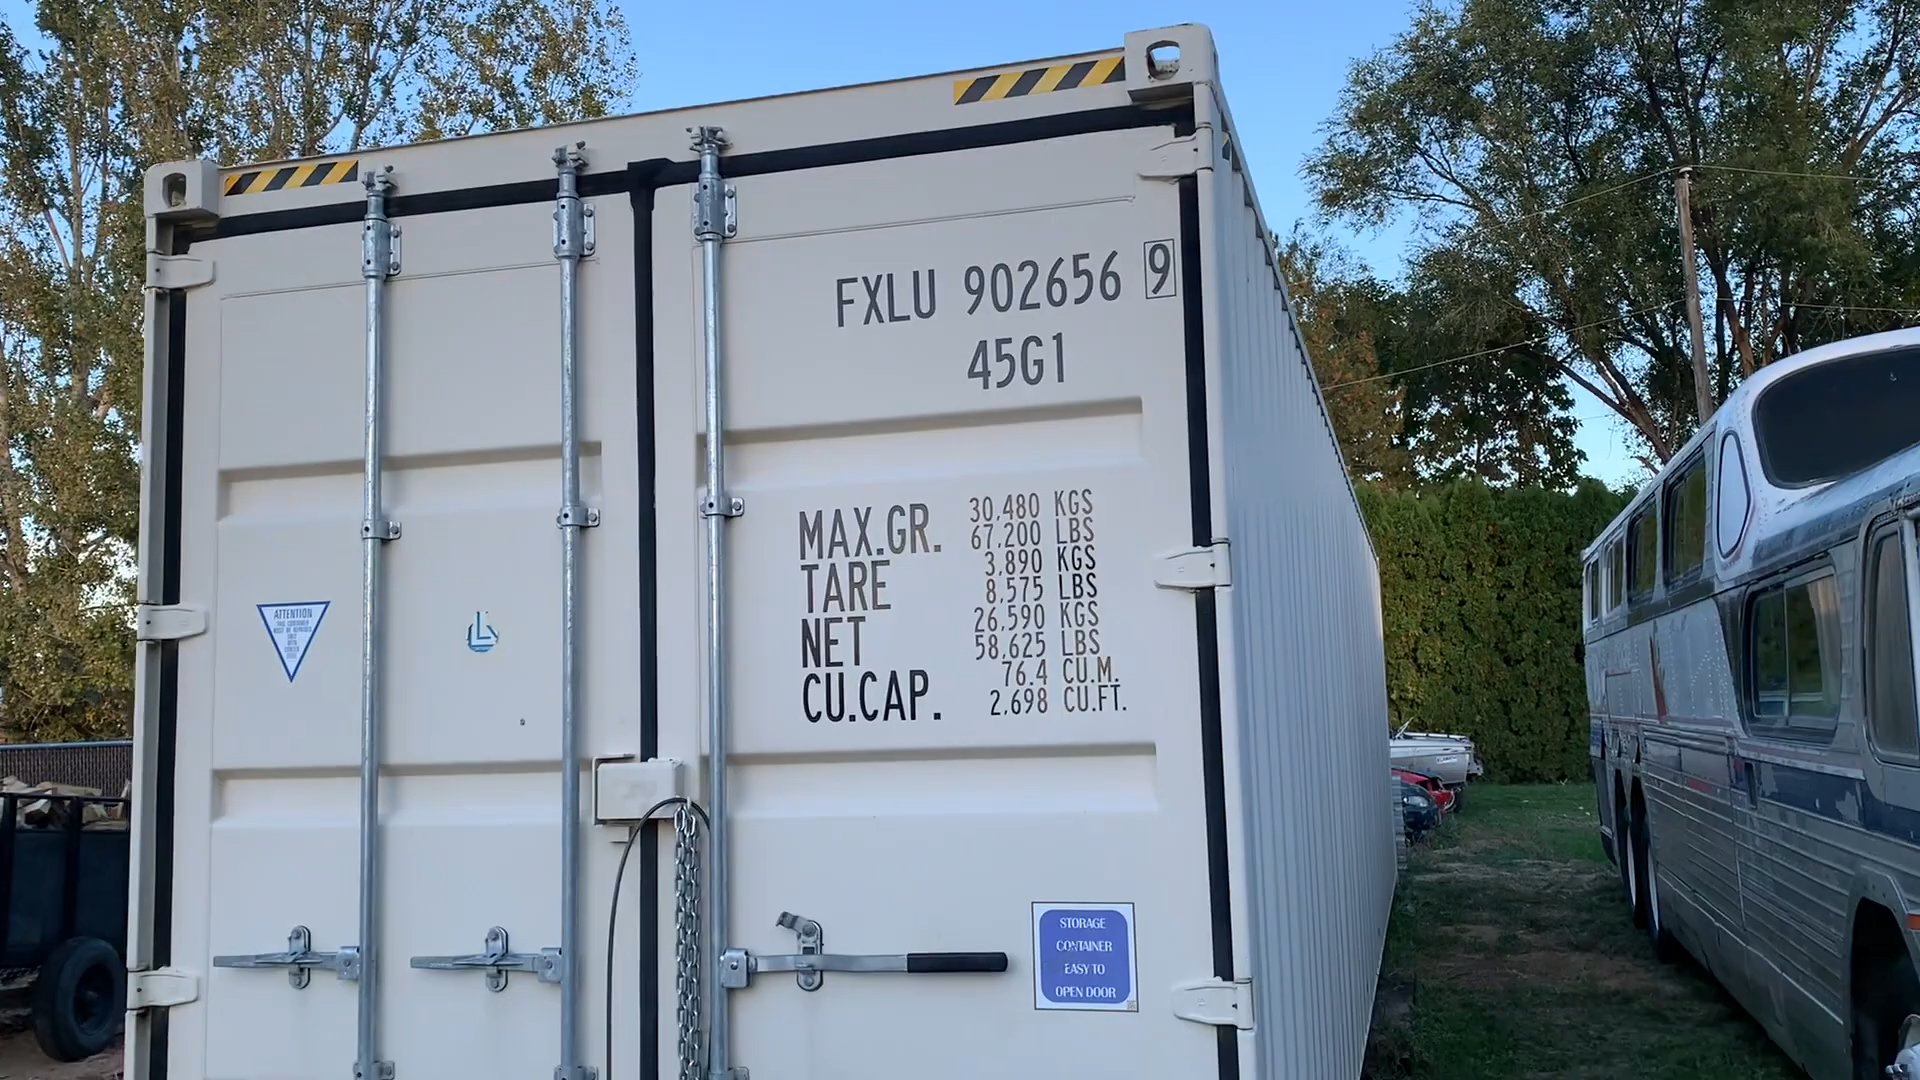 FXLU 902656 9
45G1
MAX.GR. 30,480 KGS
67,200 LBS
TARE 3,890 KGS
8,575 LBS
NET 26,590 KGS
58,625 LBS
CU.CAP. 76.4 CU.M.
2,698 CU.FT.
ATTENTION
STORAGE
CONTAINER
EASY TO
OPEN DOOR